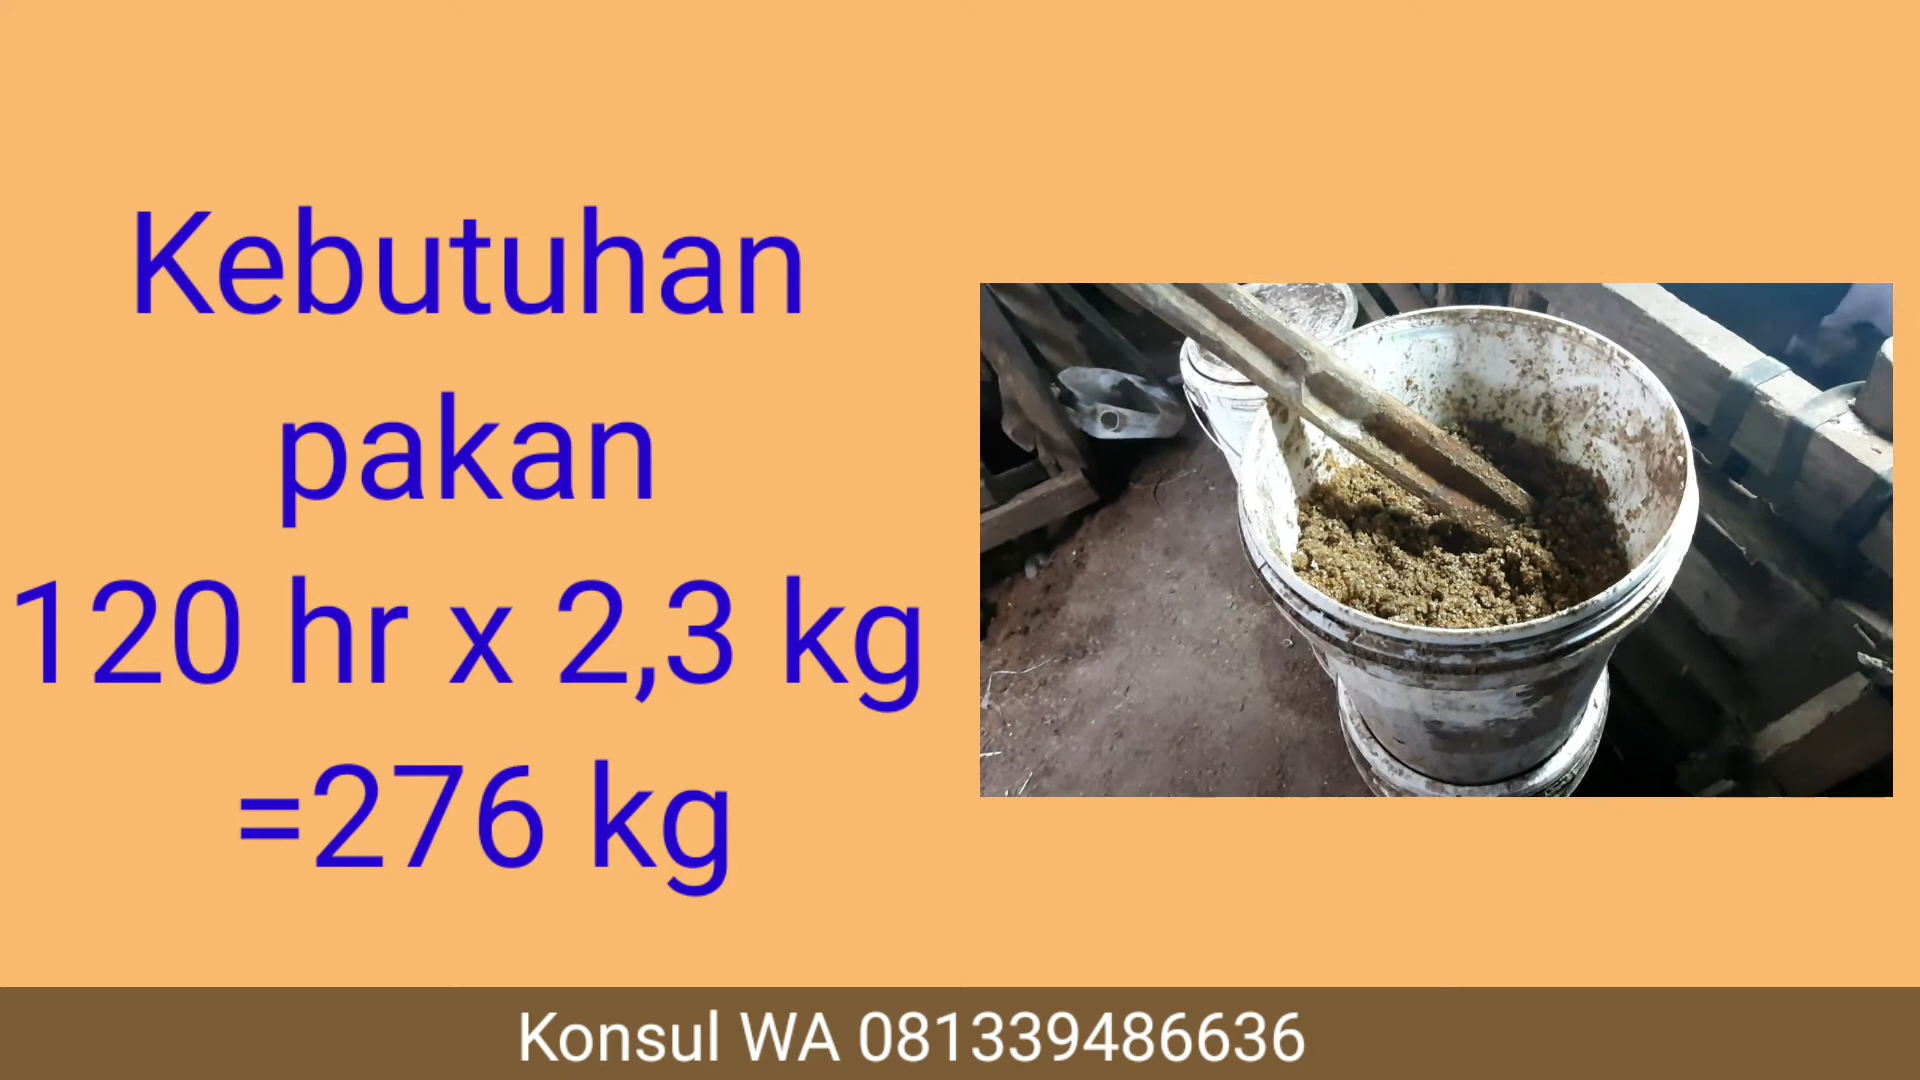 Kebutuhan
pakan
120 hr x 2,3 kg
=276 kg
Konsul WA 081339486636